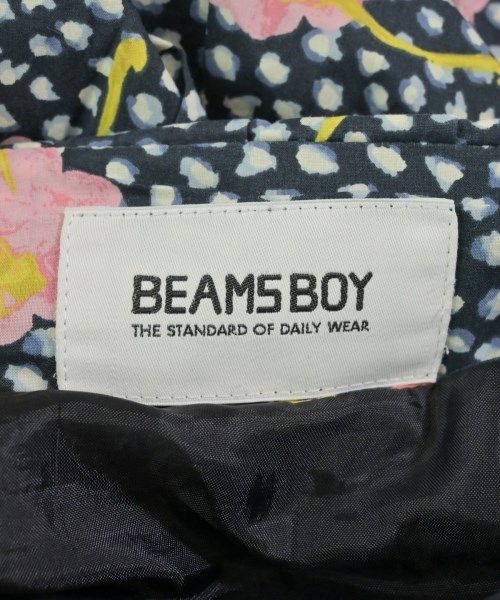 BEAMS BOY
THE STANDARD OF DAILY WEAR